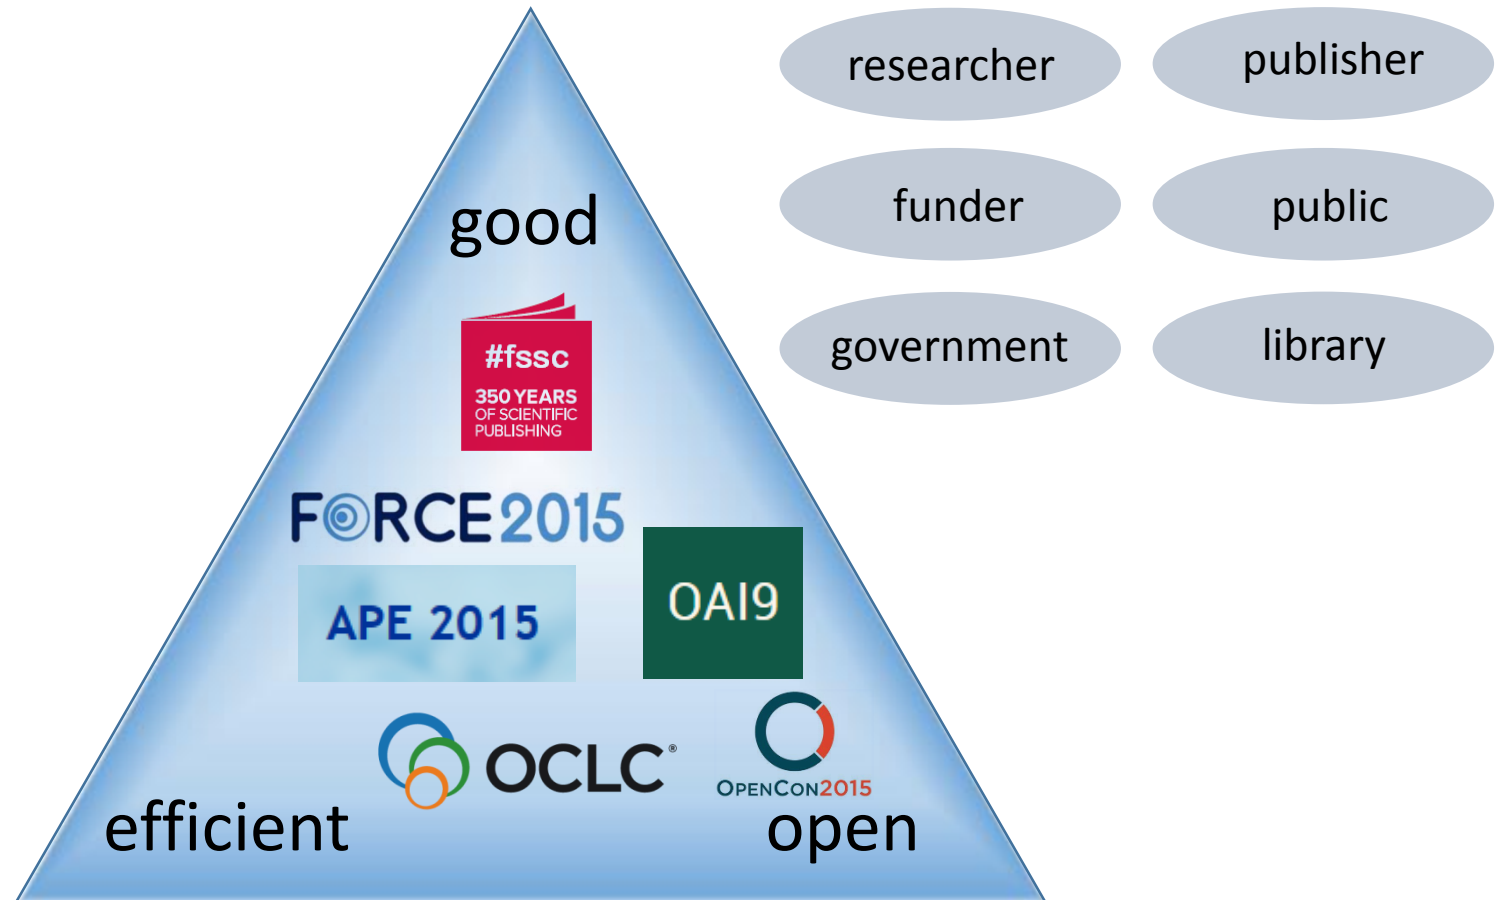 good
#fssc
350 YEARS
OF SCIENTIFIC
PUBLISHING
FORCE2015
APE 2015
OAI9
OCLC®
OPENCON2015
efficient
open
researcher
publisher
funder
public
government
library